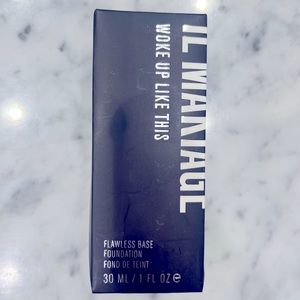 IL MAKIAGE
WOKE UP LIKE THIS
FLAWLESS BASE
FOUNDATION
FOND DE TEINT
30 ML / 1 FL OZ ℮